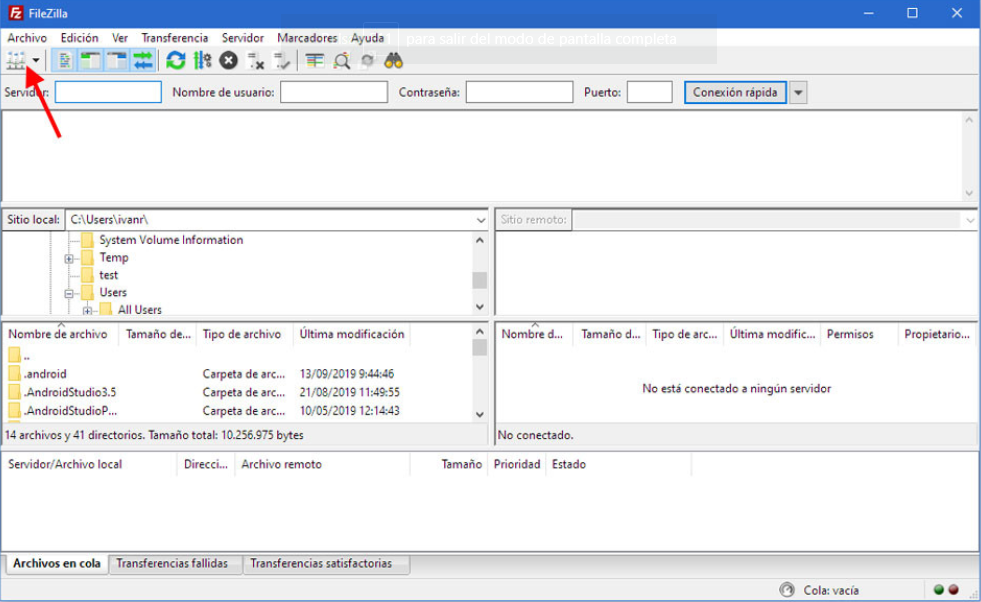 FileZilla
Archivo Edición Ver Transferencia Servidor Marcadores Ayuda
para salir del modo de pantalla completa
Servidor: Nombre de usuario: Contraseña: Puerto: Conexión rápida
Sitio local: C:\Users\ivanr\ Sitio remoto:
System Volume Information
Temp
test
Users
All Users
Nombre de archivo Tamaño de... Tipo de archivo Última modificación
..
.android Carpeta de arc... 13/09/2019 9:44:46
.AndroidStudio3.5 Carpeta de arc... 21/08/2019 11:49:55
.AndroidStudioP... Carpeta de arc... 10/05/2019 12:14:43
14 archivos y 41 directorios. Tamaño total: 10.256.975 bytes
Nombre d... Tamaño d... Tipo de arc... Última modific... Permisos Propietario...
No está conectado a ningún servidor
No conectado.
Servidor/Archivo local Direcci... Archivo remoto Tamaño Prioridad Estado
Archivos en cola Transferencias fallidas Transferencias satisfactorias
Cola: vacía